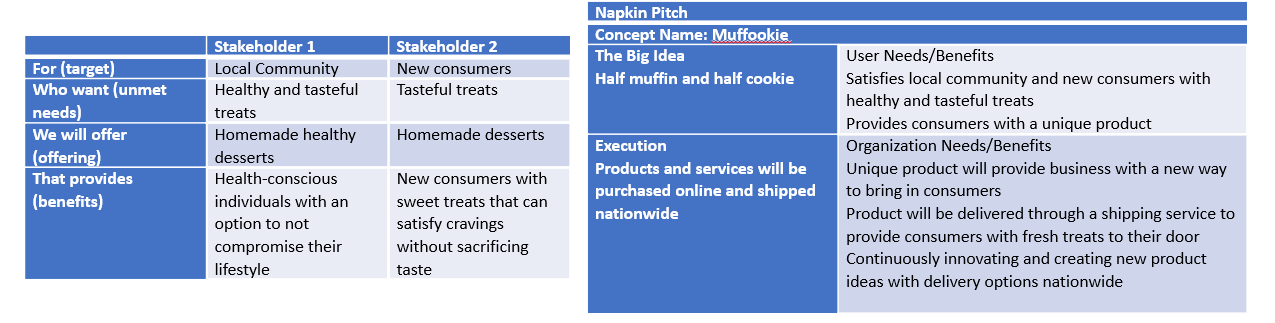 Stakeholder 1 Stakeholder 2
For (target) Local Community New consumers
Who want (unmet Healthy and tasteful Tasteful treats
needs) treats
We will offer Homemade healthy Homemade desserts
(offering) desserts
That provides Health-conscious New consumers with
(benefits) individuals with an sweet treats that can
option to not satisfy cravings
compromise their without sacrificing
lifestyle taste
Napkin Pitch
Concept Name: Muffookie
The Big Idea
Half muffin and half cookie
User Needs/Benefits
Satisfies local community and new consumers with
healthy and tasteful treats
Provides consumers with a unique product
Execution
Products and services will be
purchased online and shipped
nationwide
Organization Needs/Benefits
Unique product will provide business with a new way
to bring in consumers
Product will be delivered through a shipping service to
provide consumers with fresh treats to their door
Continuously innovating and creating new product
ideas with delivery options nationwide